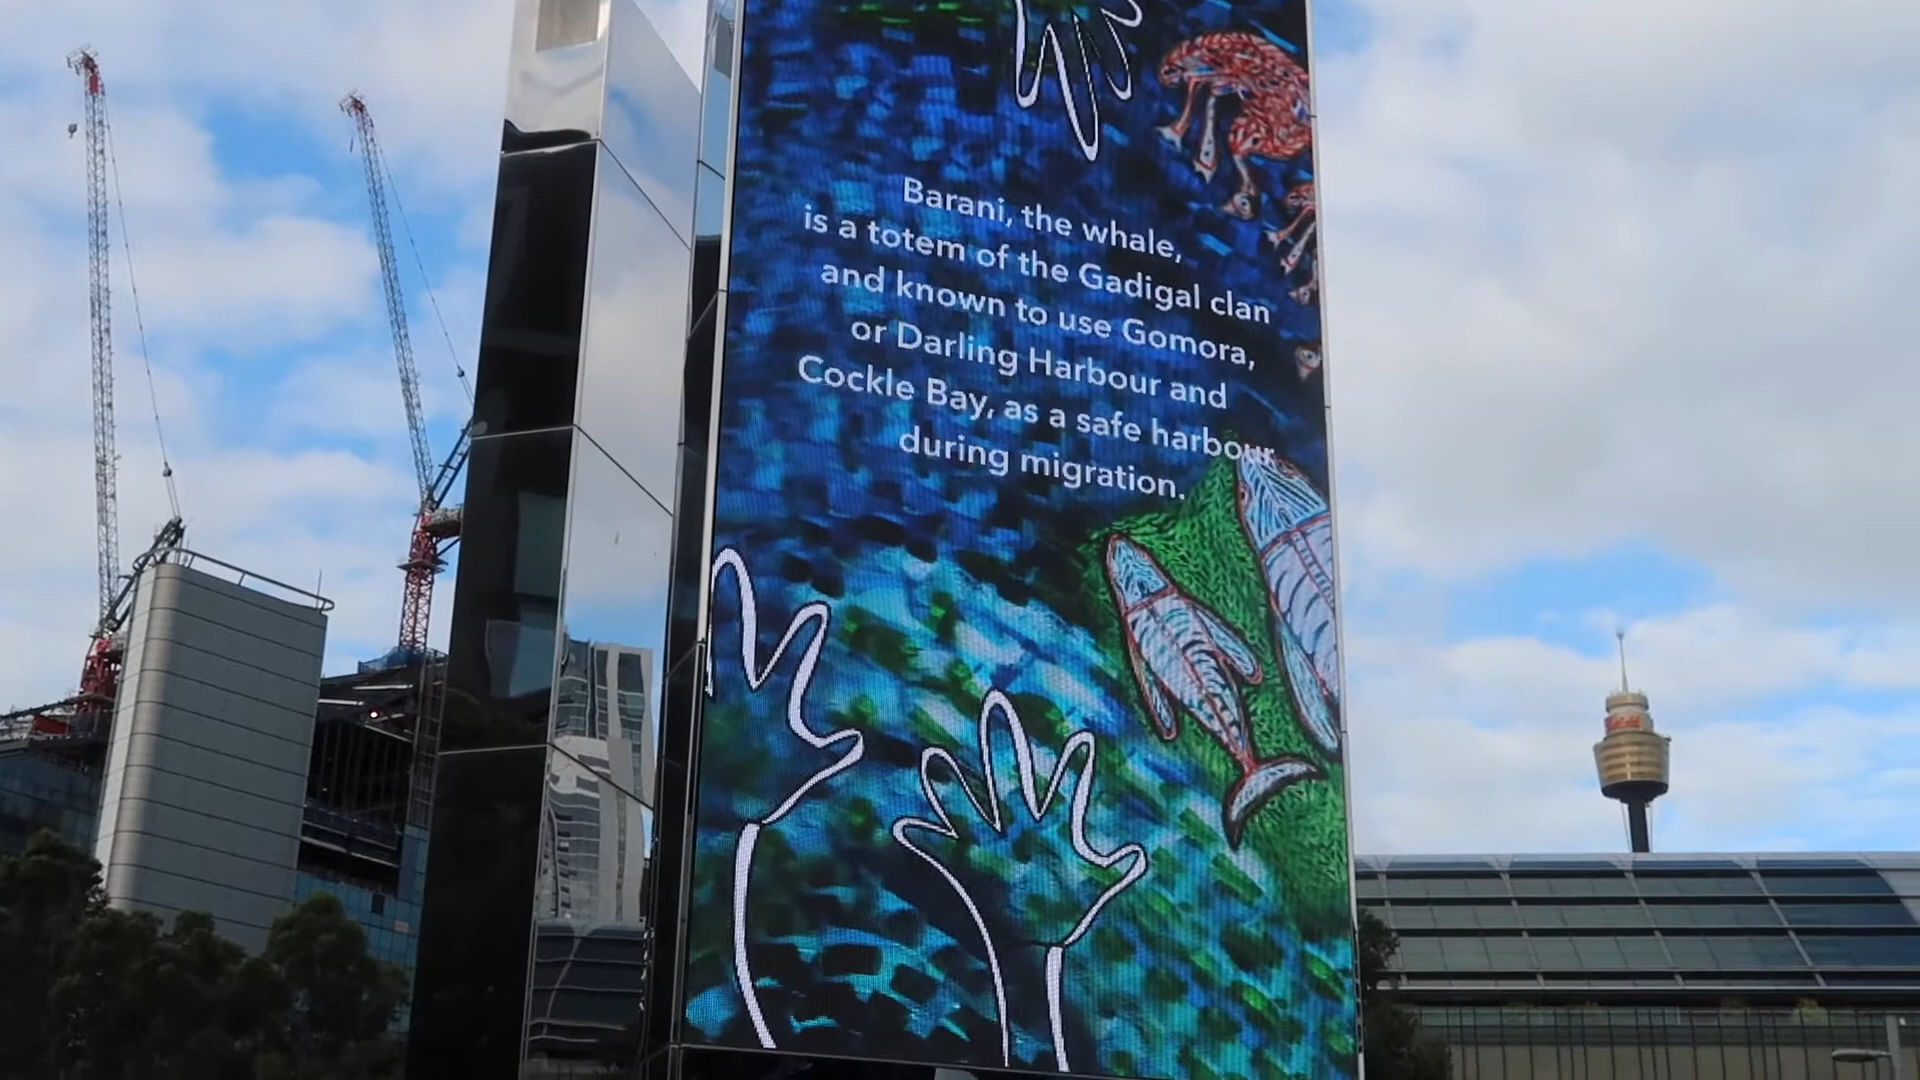 Barani, the whale,
is a totem of the Gadigal clan
and known to use Gomora,
or Darling Harbour and
Cockle Bay, as a safe harbour
during migration.